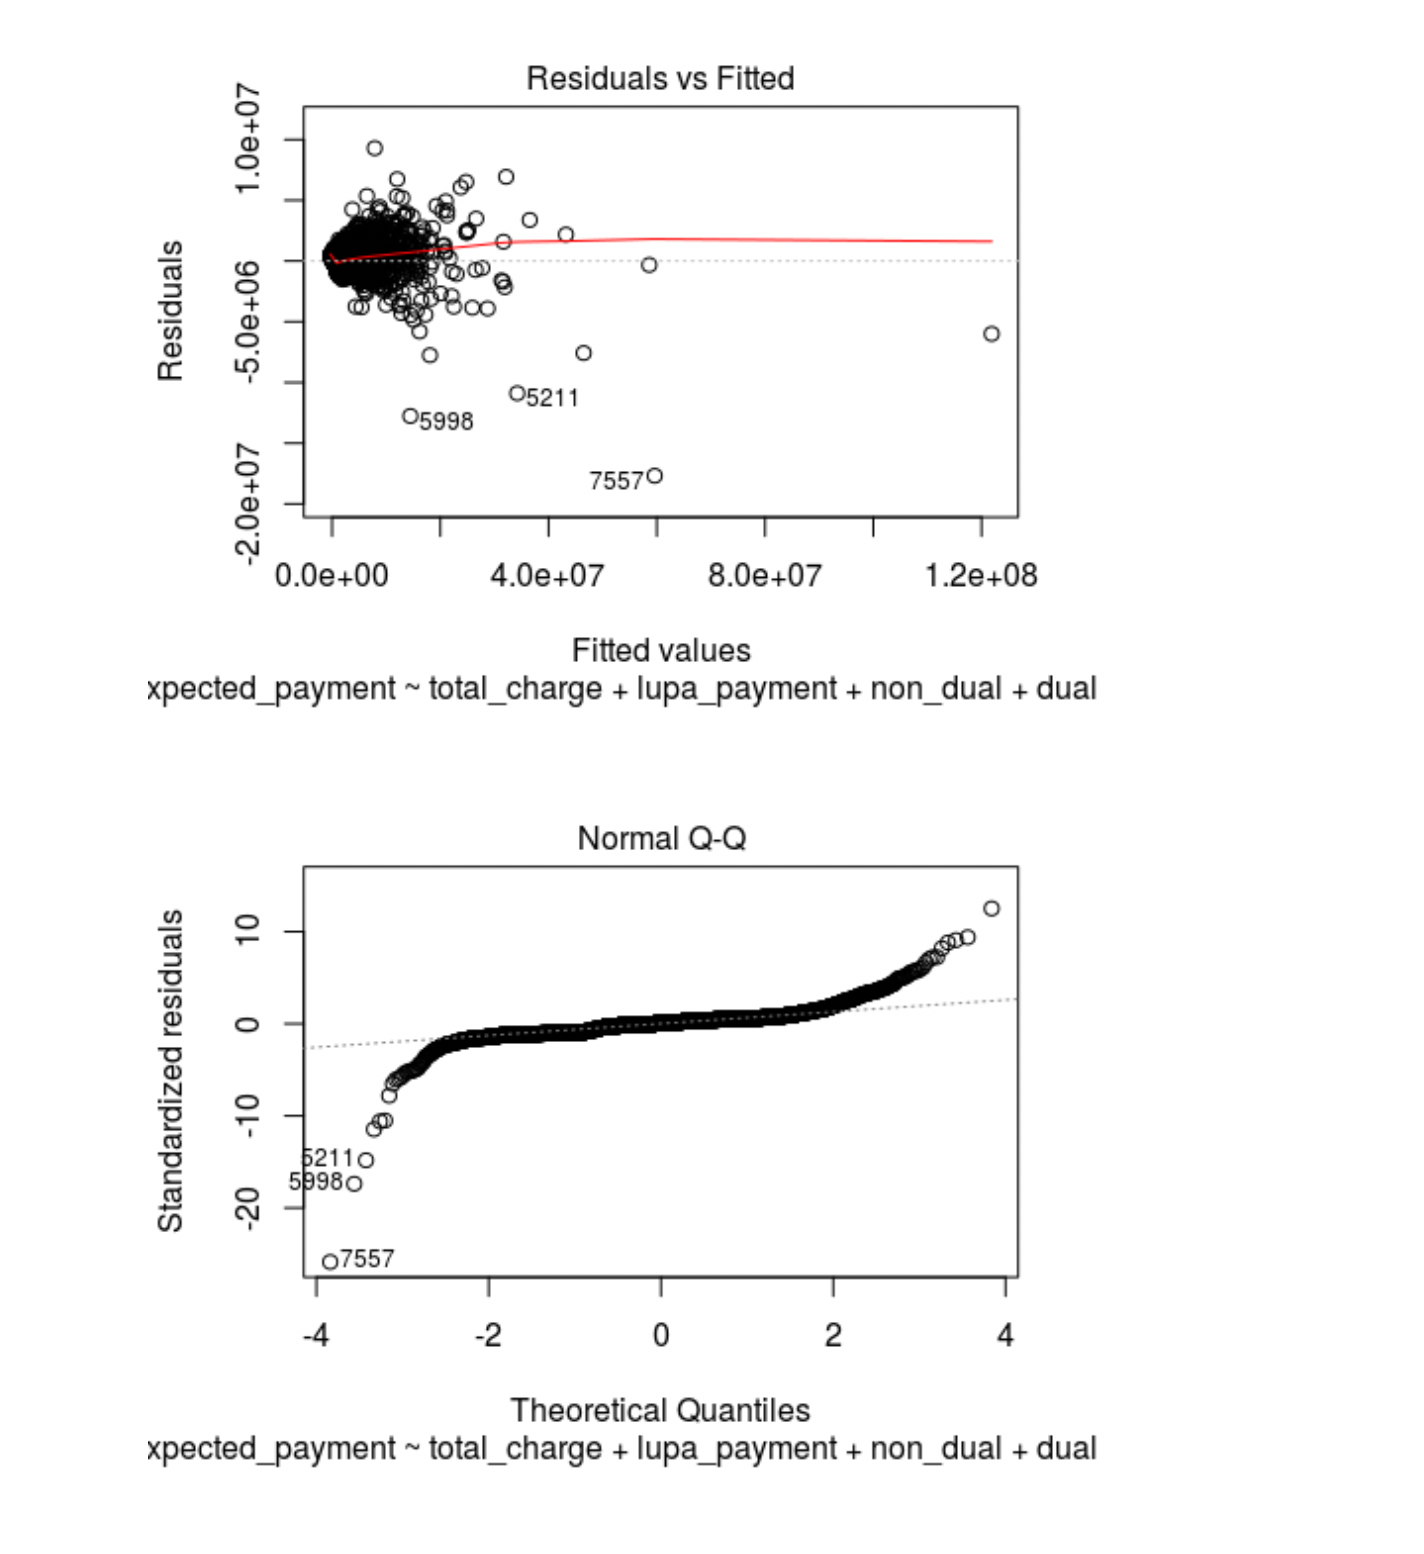 Residuals vs Fitted
Residuals
1.0e+07
-5.0e+06
-2.0e+07
5211
5998
7557
0.0e+00 4.0e+07 8.0e+07 1.2e+08
Fitted values
xpected_payment ~ total_charge + lupa_payment + non_dual + dual
Normal Q-Q
Standardized residuals
10
0
-10
-20
5211
5998
7557
-4 -2 0 2 4
Theoretical Quantiles
xpected_payment ~ total_charge + lupa_payment + non_dual + dual